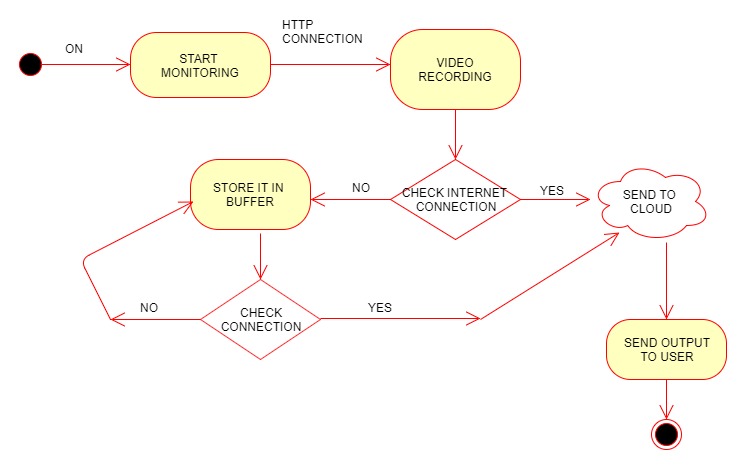 ON
START
MONITORING
HTTP
CONNECTION
VIDEO
RECORDING
CHECK INTERNET
CONNECTION
NO
YES
STORE IT IN
BUFFER
SEND TO
CLOUD
CHECK
CONNECTION
NO
YES
SEND OUTPUT
TO USER